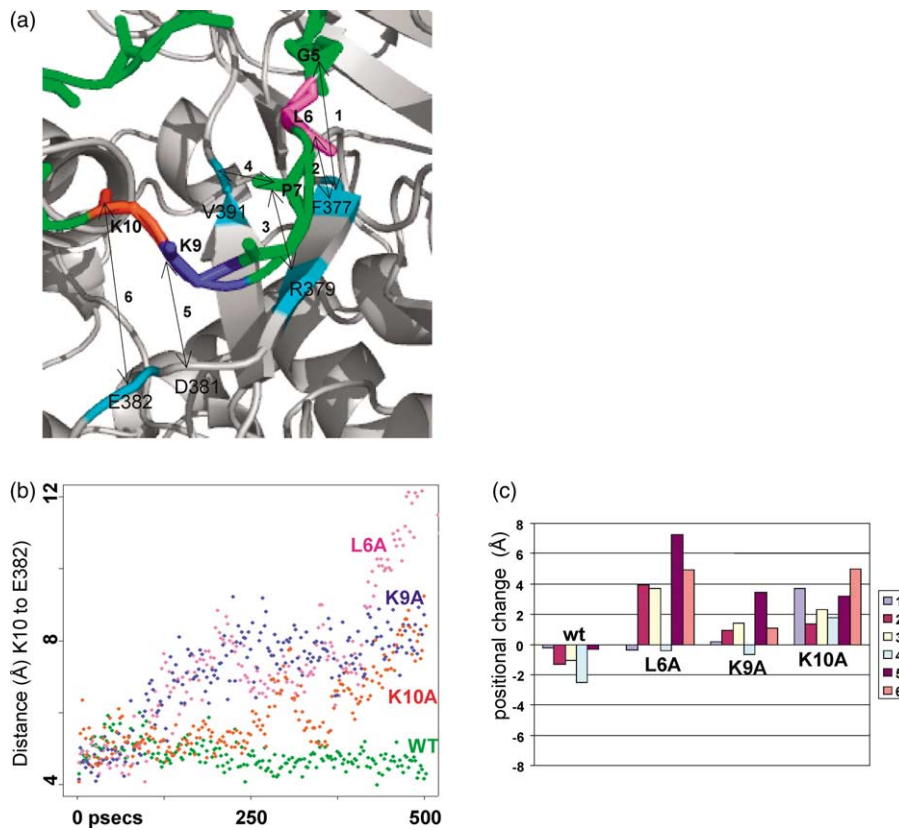 (a)
G5
L6
1
2
4
P7
F377
V391
K10
K9
3
R379
6
5
D381
E382
(b)
Distance (Å) K10 to E382
12
8
4
L6A
K9A
K10A
WT
0 psecs
250
500
(c)
positional change (Å)
8
6
4
2
0
-2
-4
-6
-8
wt
L6A
K9A
K10A
1
2
3
4
5
6